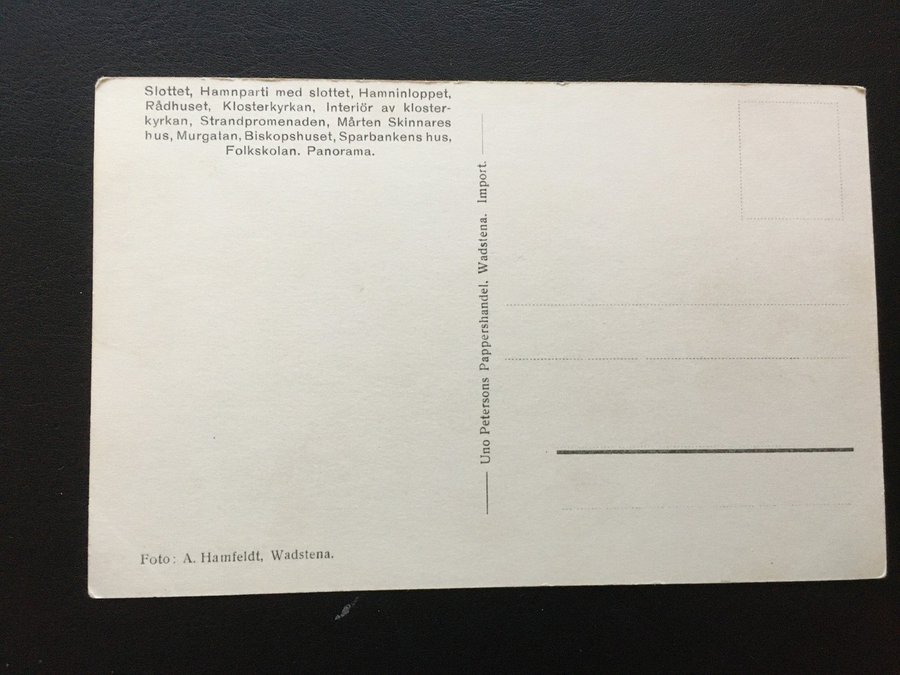 Slottet, Hamnparti med slottet, Hamninloppet,
Rådhuset, Klosterkyrkan, Interiör av kloster-
kyrkan, Strandpromenaden, Mårten Skinnares
hus, Murgatan, Biskopshuset, Sparbankens hus,
Folkskolan. Panorama.
Foto: A. Hamfeldt, Wadstena.
Uno Petersons Pappershandel. Wadstena. Import.